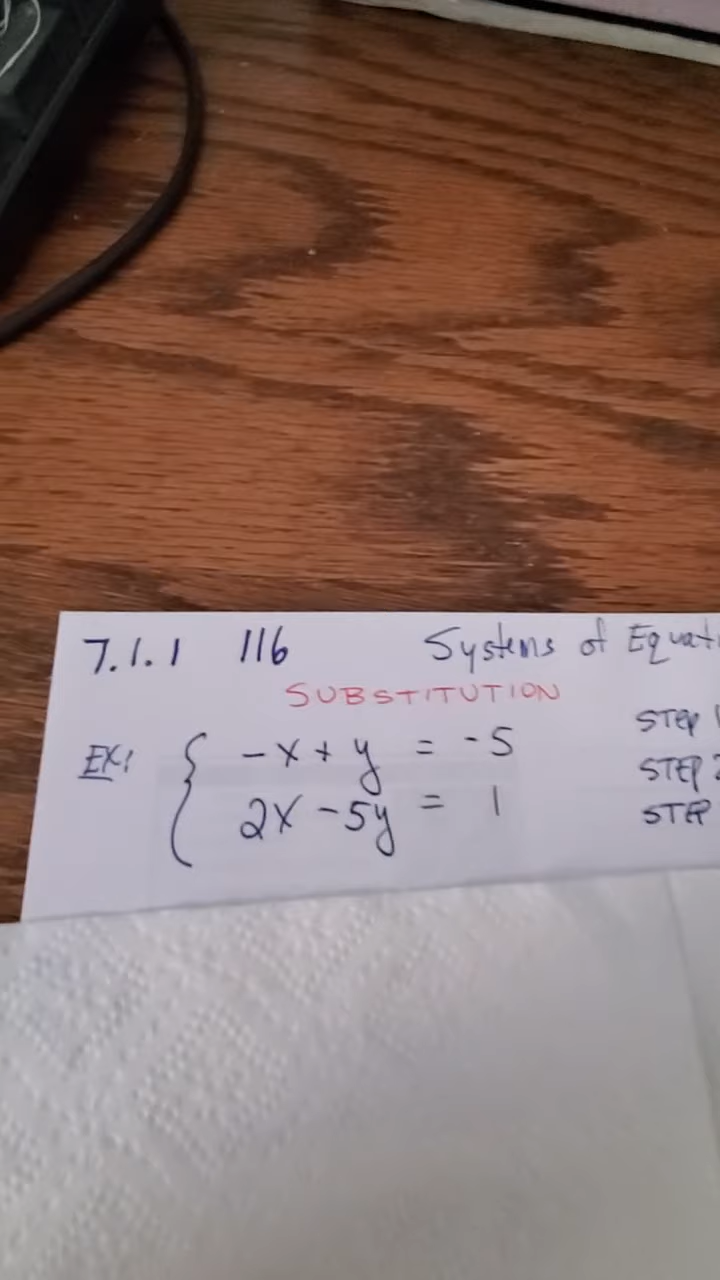 7.1.1 116 Systems of
SUBSTITUTION
EX: -x + y = -5
2x - 5y = 1
STEP
STEP
STEP